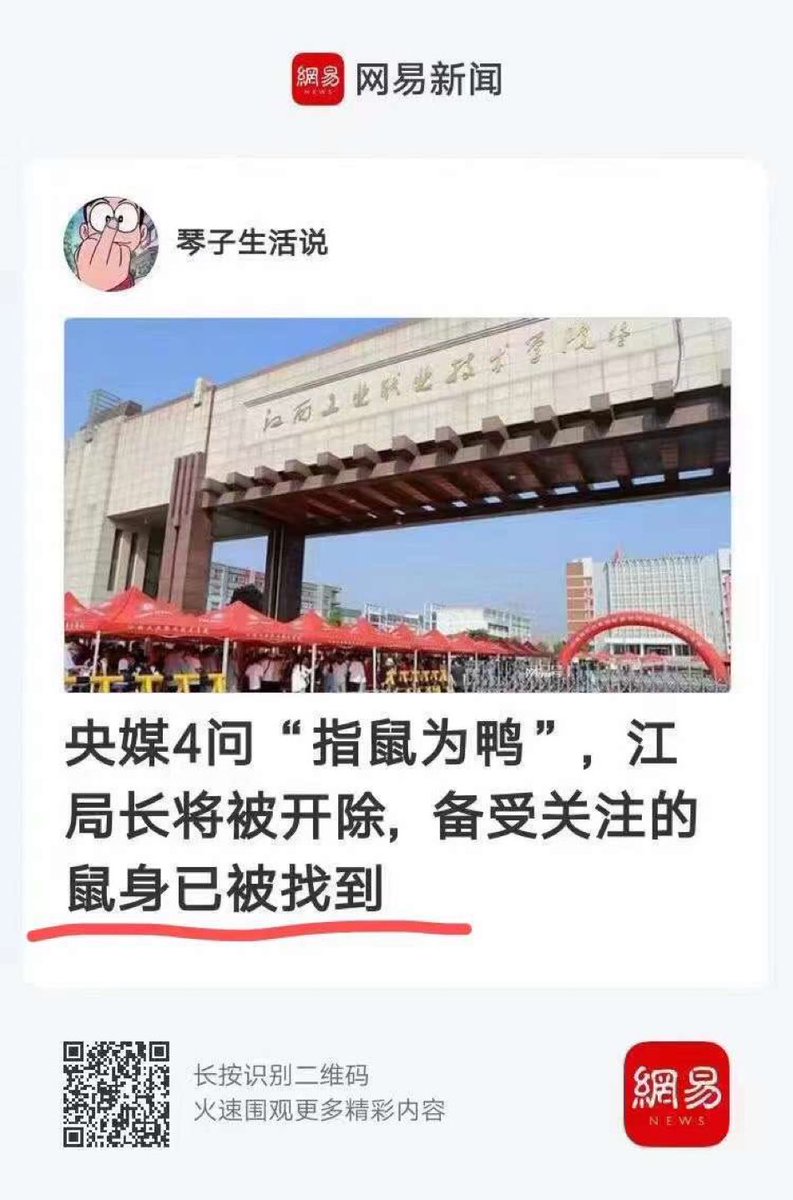 網易
NEWS
网易新闻
琴子生活说
江西工业职业技术学院
央媒4问“指鼠为鸭”，江
局长将被开除，备受关注的
鼠身已被找到
长按识别二维码
火速围观更多精彩内容
網易
NEWS